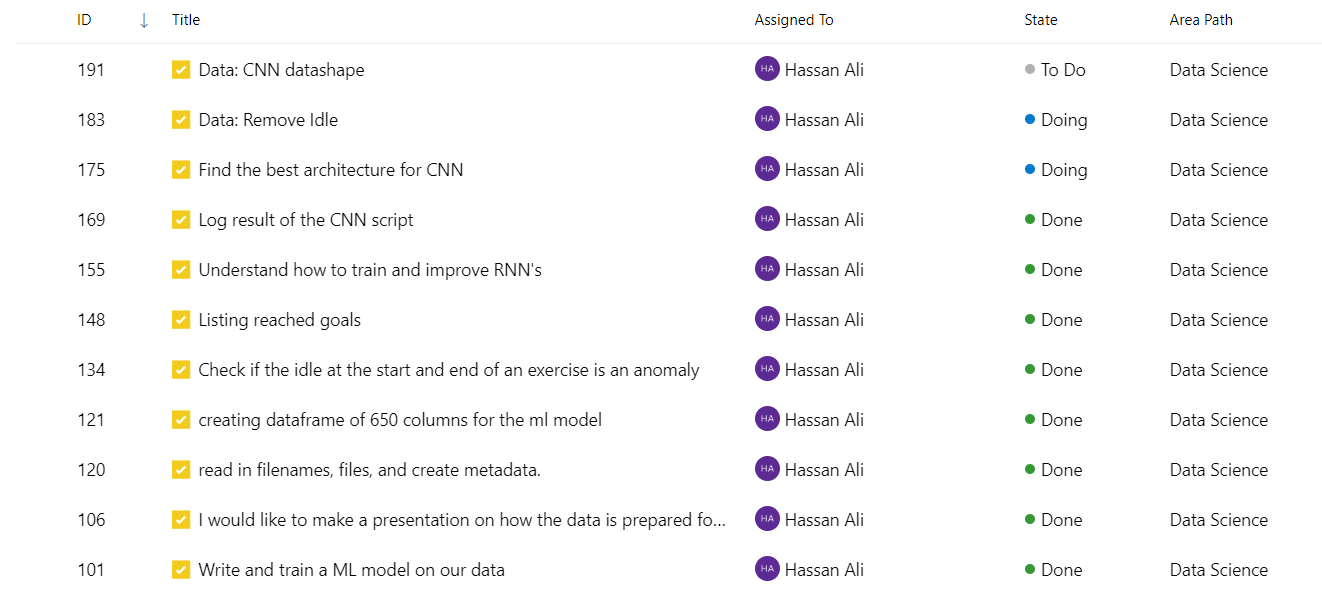 ID ↓ Title Assigned To State Area Path
191 Data: CNN datashape HA Hassan Ali To Do Data Science
183 Data: Remove Idle HA Hassan Ali Doing Data Science
175 Find the best architecture for CNN HA Hassan Ali Doing Data Science
169 Log result of the CNN script HA Hassan Ali Done Data Science
155 Understand how to train and improve RNN's HA Hassan Ali Done Data Science
148 Listing reached goals HA Hassan Ali Done Data Science
134 Check if the idle at the start and end of an exercise is an anomaly HA Hassan Ali Done Data Science
121 creating dataframe of 650 columns for the ml model HA Hassan Ali Done Data Science
120 read in filenames, files, and create metadata. HA Hassan Ali Done Data Science
106 I would like to make a presentation on how the data is prepared fo... HA Hassan Ali Done Data Science
101 Write and train a ML model on our data HA Hassan Ali Done Data Science